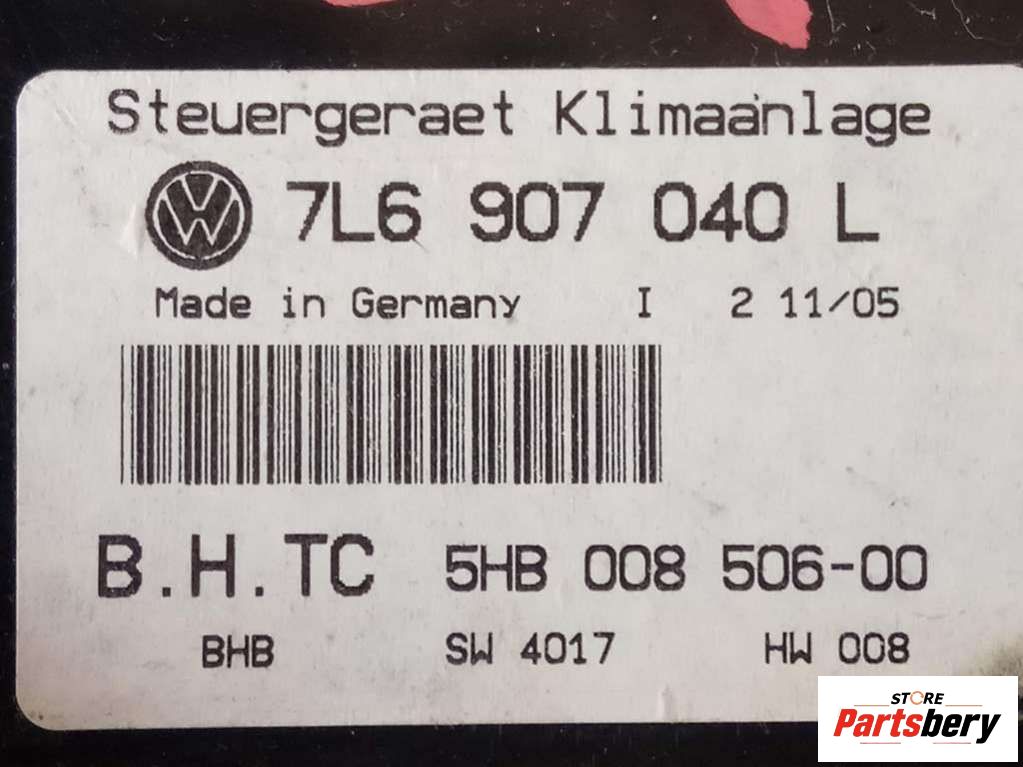 Steuergeraet Klimaanlage
VW 7L6 907 040 L
Made in Germany I 2 11/05
B.H.TC 5HB 008 506-00
BHB SW 4017 HW 008
STORE
Partsbery